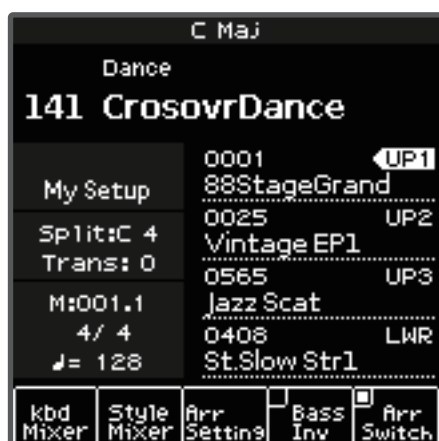 C Maj
Dance
141 CrosovrDance
My Setup
Split:C 4
Trans: 0
M:001.1
4/ 4
♩= 128
0001 UP1
88StageGrand
0025 UP2
Vintage EP1
0565 UP3
Jazz Scat
0408 LWR
St.Slow Str1
Kbd Mixer
Style Mixer
Arr Setting
Bass Inv
Arr Switch